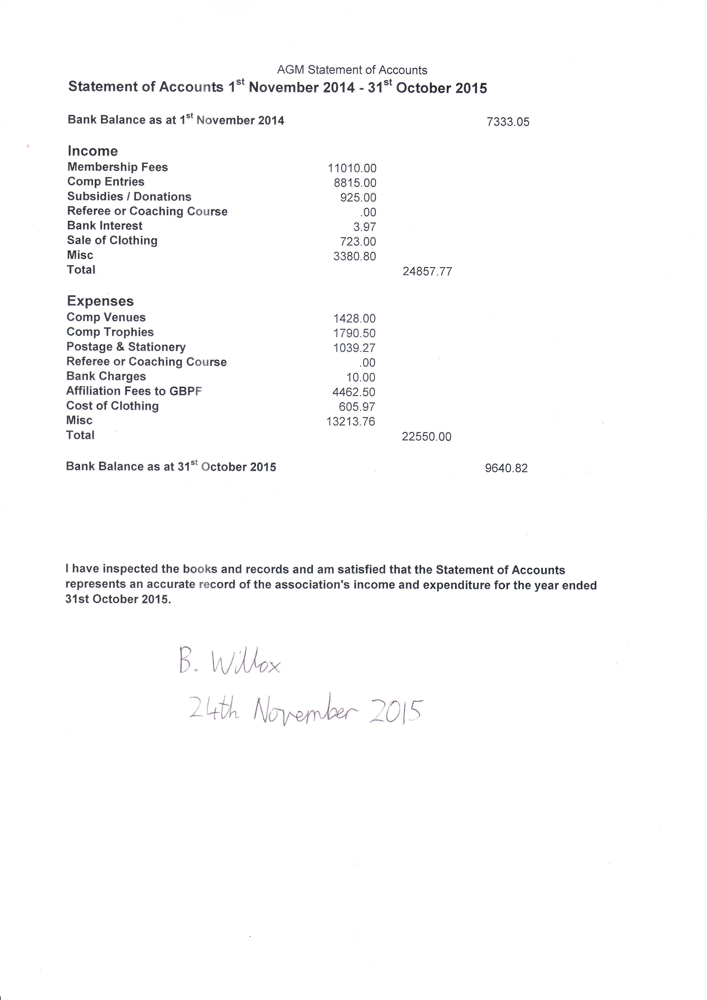 AGM Statement of Accounts
Statement of Accounts 1st November 2014 - 31st October 2015
Bank Balance as at 1st November 2014 7333.05
Income
Membership Fees 11010.00
Comp Entries 8815.00
Subsidies / Donations 925.00
Referee or Coaching Course .00
Bank Interest 3.97
Sale of Clothing 723.00
Misc 3380.80
Total 24857.77
Expenses
Comp Venues 1428.00
Comp Trophies 1790.50
Postage & Stationery 1039.27
Referee or Coaching Course .00
Bank Charges 10.00
Affiliation Fees to GBPF 4462.50
Cost of Clothing 605.97
Misc 13213.76
Total 22550.00
Bank Balance as at 31st October 2015 9640.82
I have inspected the books and records and am satisfied that the Statement of Accounts
represents an accurate record of the association's income and expenditure for the year ended
31st October 2015.
B. Willox
24th November 2015